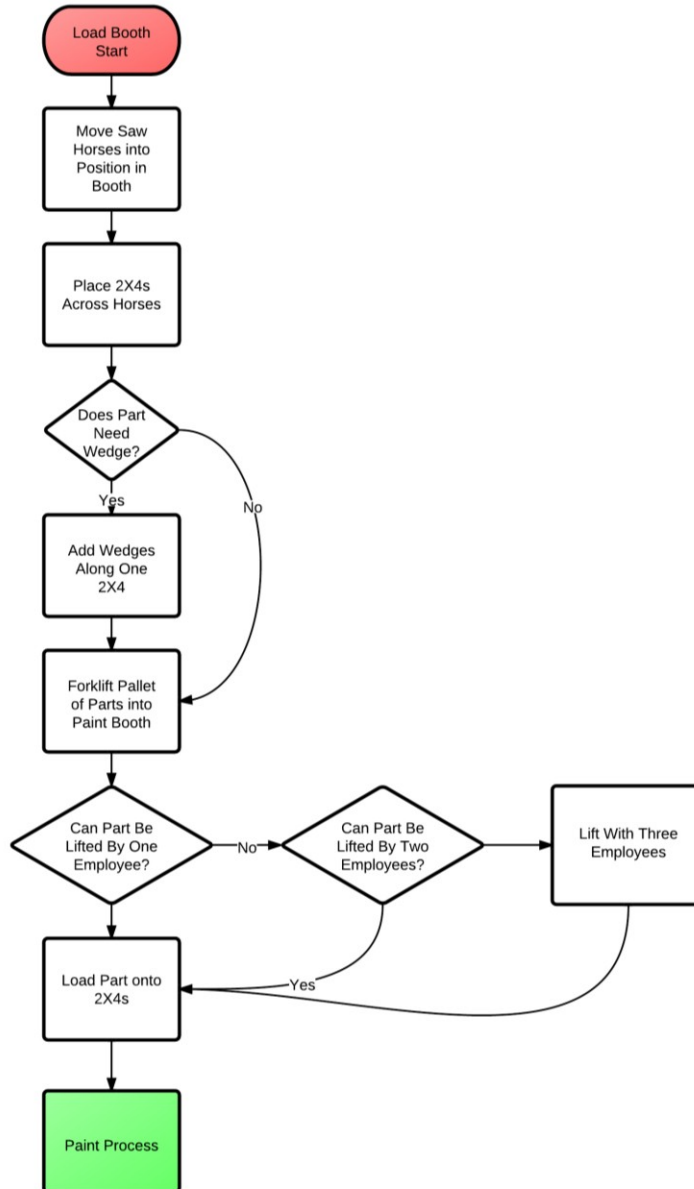 Load Booth
Start
Move Saw
Horses into
Position in
Booth
Place 2X4s
Across Horses
Does Part
Need
Wedge?
Yes
No
Add Wedges
Along One
2X4
Forklift Pallet
of Parts into
Paint Booth
Can Part Be
Lifted By One
Employee?
No
Can Part Be
Lifted By Two
Employees?
Lift With Three
Employees
Load Part onto
2X4s
Yes
Paint Process